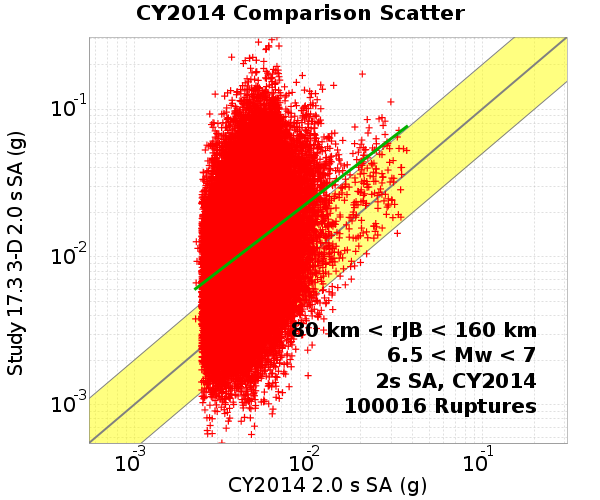 CY2014 Comparison Scatter
Study 17.3 3-D 2.0 s SA (g)
10-1
10-2
10-3
80 km < rJB < 160 km
6.5 < Mw < 7
2s SA, CY2014
100016 Ruptures
10-3 10-2 10-1
CY2014 2.0 s SA (g)